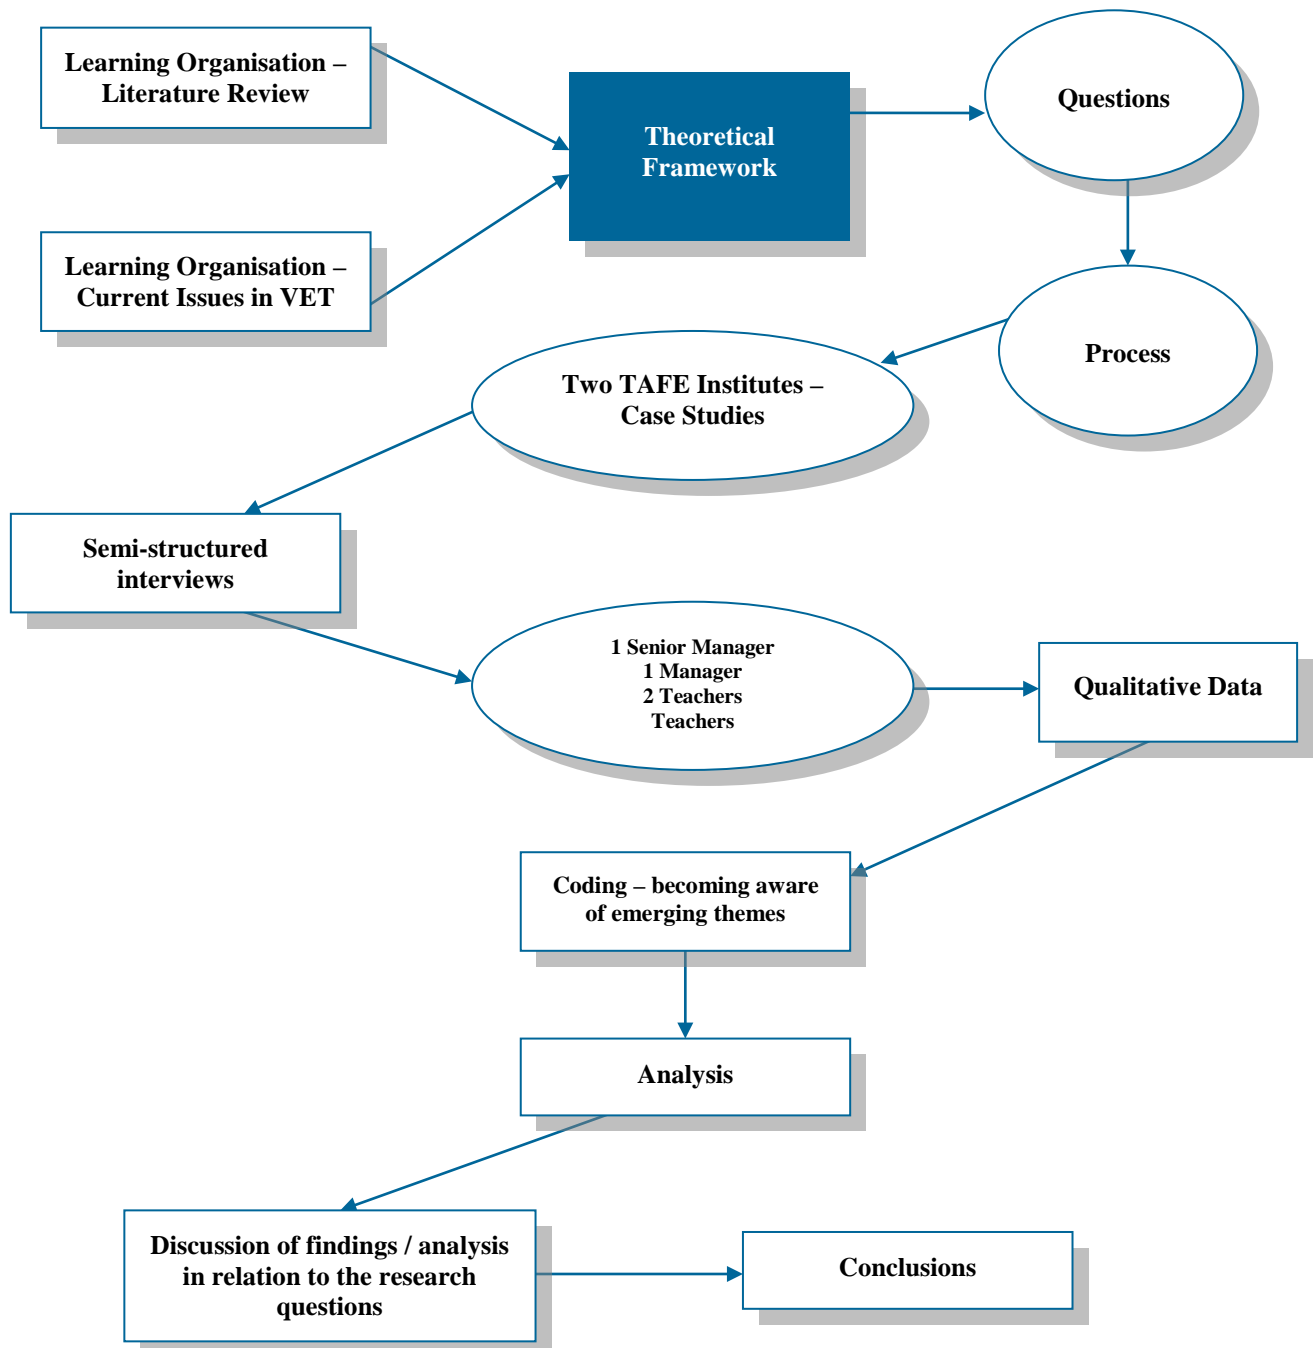 Learning Organisation –
Literature Review
Theoretical
Framework
Questions
Learning Organisation –
Current Issues in VET
Process
Two TAFE Institutes –
Case Studies
Semi-structured
interviews
1 Senior Manager
1 Manager
2 Teachers
Teachers
Qualitative Data
Coding – becoming aware
of emerging themes
Analysis
Discussion of findings / analysis
in relation to the research
questions
Conclusions